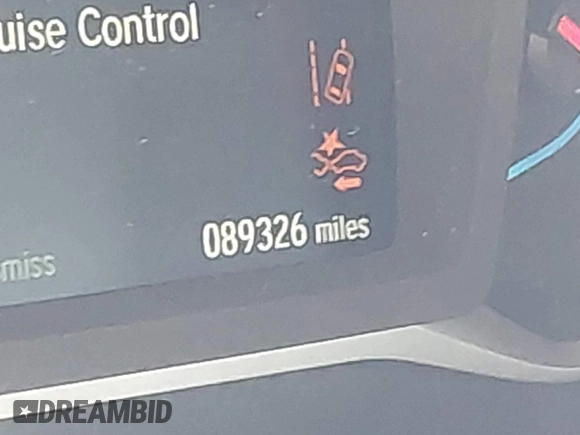 uise Control
089326 miles
miss
DREAMBID